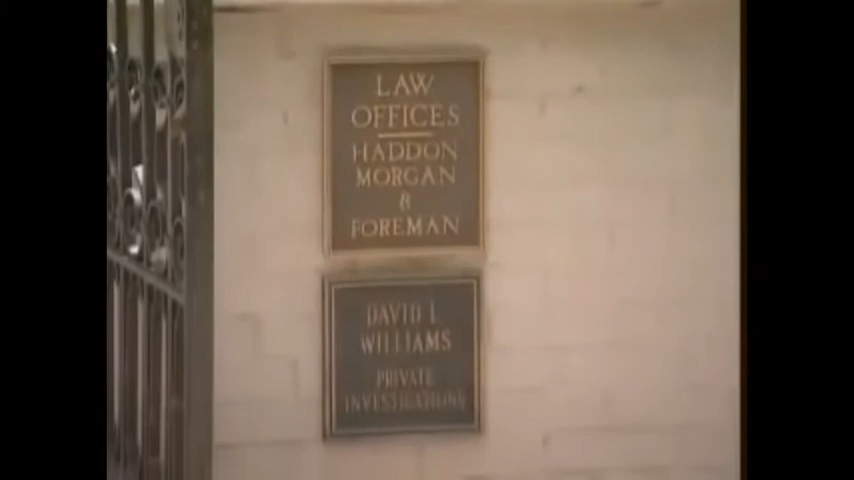 LAW
OFFICES
HADDON
MORGAN
&
FOREMAN
DAVID L.
WILLIAMS
PRIVATE
INVESTIGATIONS